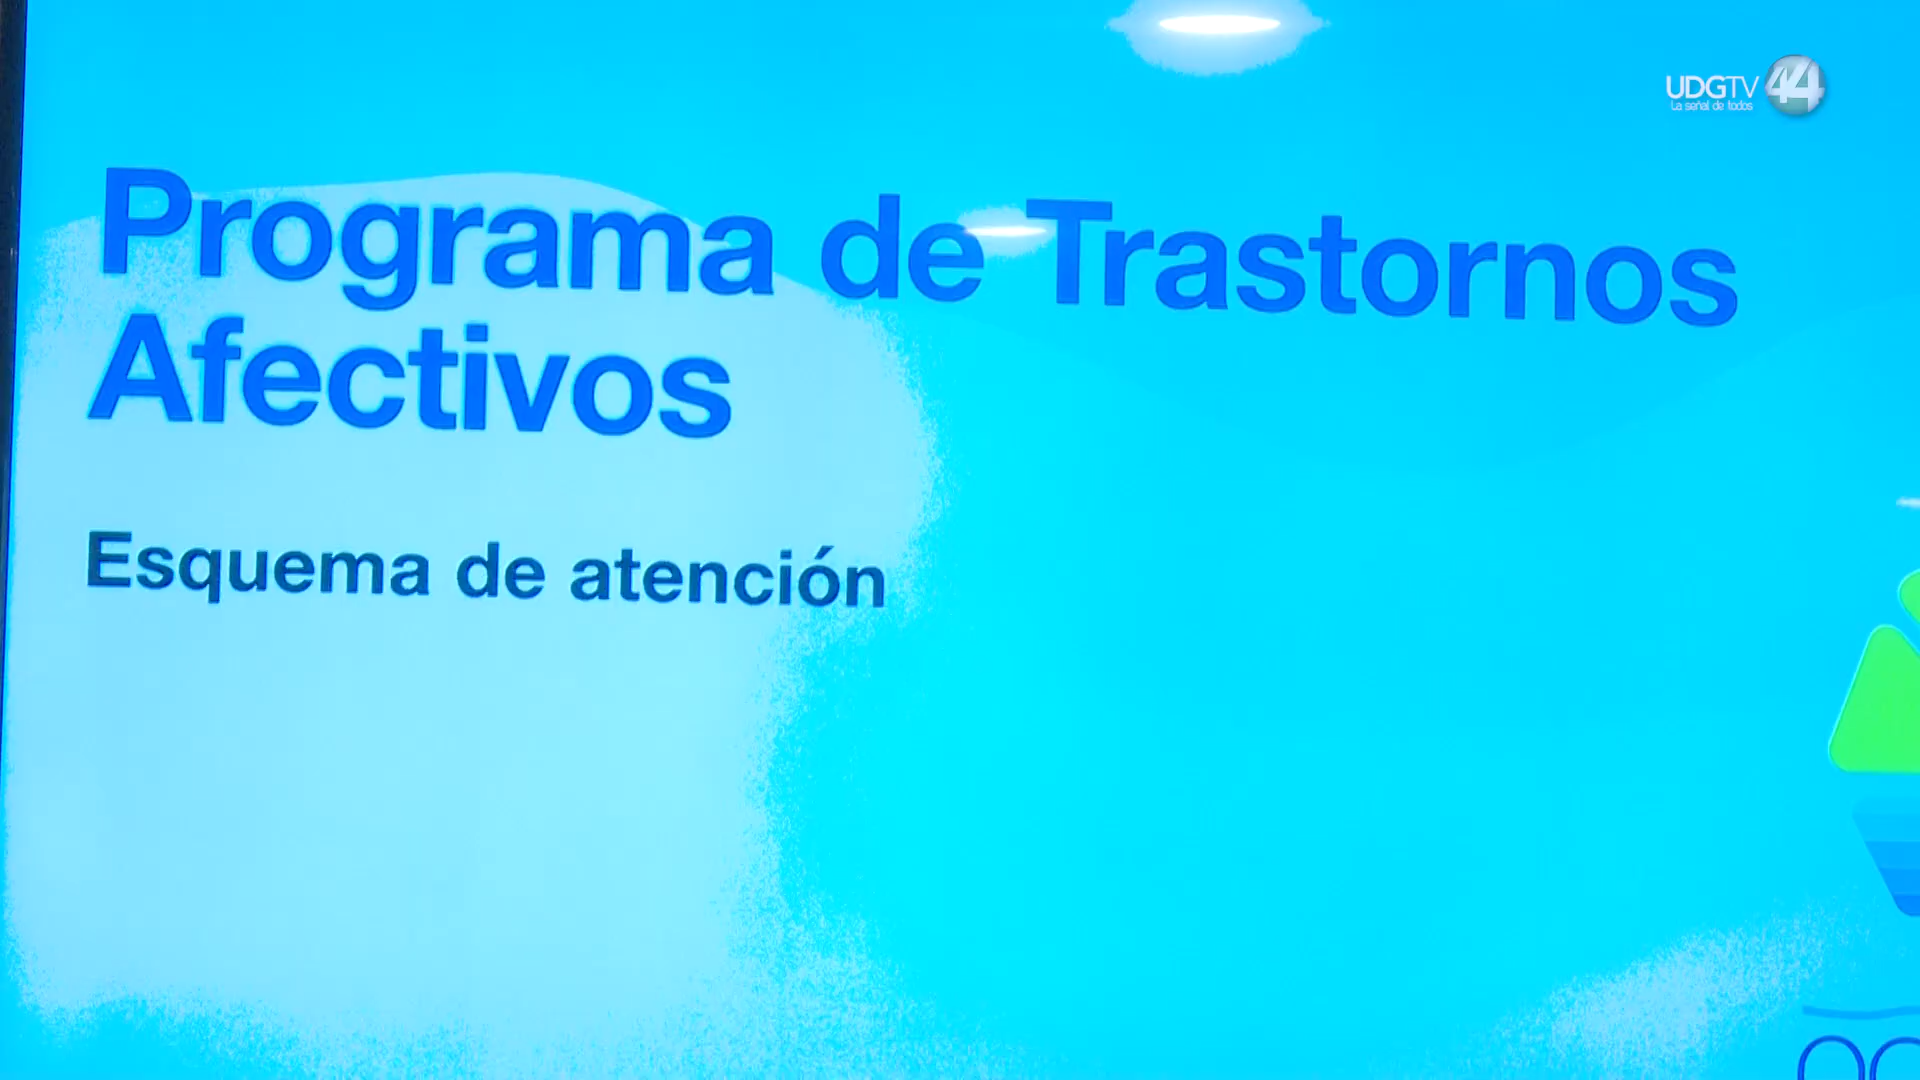 UDGTV 44
La señal de todos
Programa de Trastornos
Afectivos
Esquema de atención